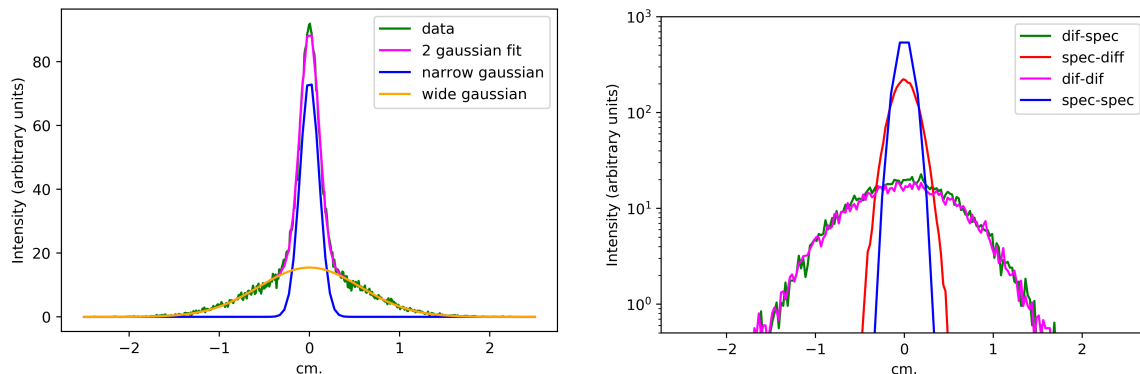 data
2 gaussian fit
narrow gaussian
wide gaussian
Intensity (arbitrary units)
80
60
40
20
0
−2
−1
0
1
2
cm.
dif-spec
spec-diff
dif-dif
spec-spec
Intensity (arbitrary units)
10³
10²
10¹
10⁰
−2
−1
0
1
2
cm.